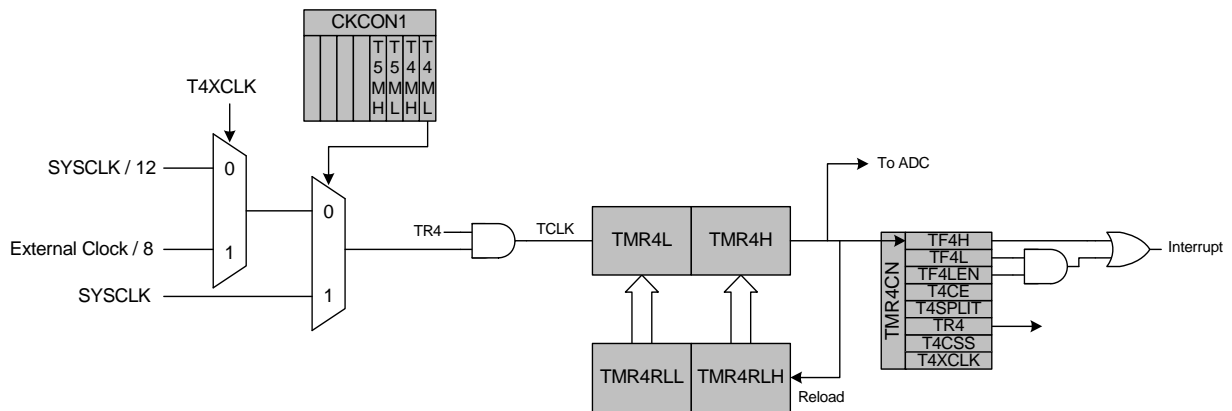 CKCON1
T5MH
T5ML
T4MH
T4ML
T4XCLK
SYSCLK / 12
0
1
External Clock / 8
SYSCLK
0
1
TR4
TCLK
TMR4L
TMR4H
To ADC
TMR4RLL
TMR4RLH
Reload
TMR4CN
TF4H
TF4L
TF4LEN
T4CE
T4SPLIT
TR4
T4CSS
T4XCLK
Interrupt